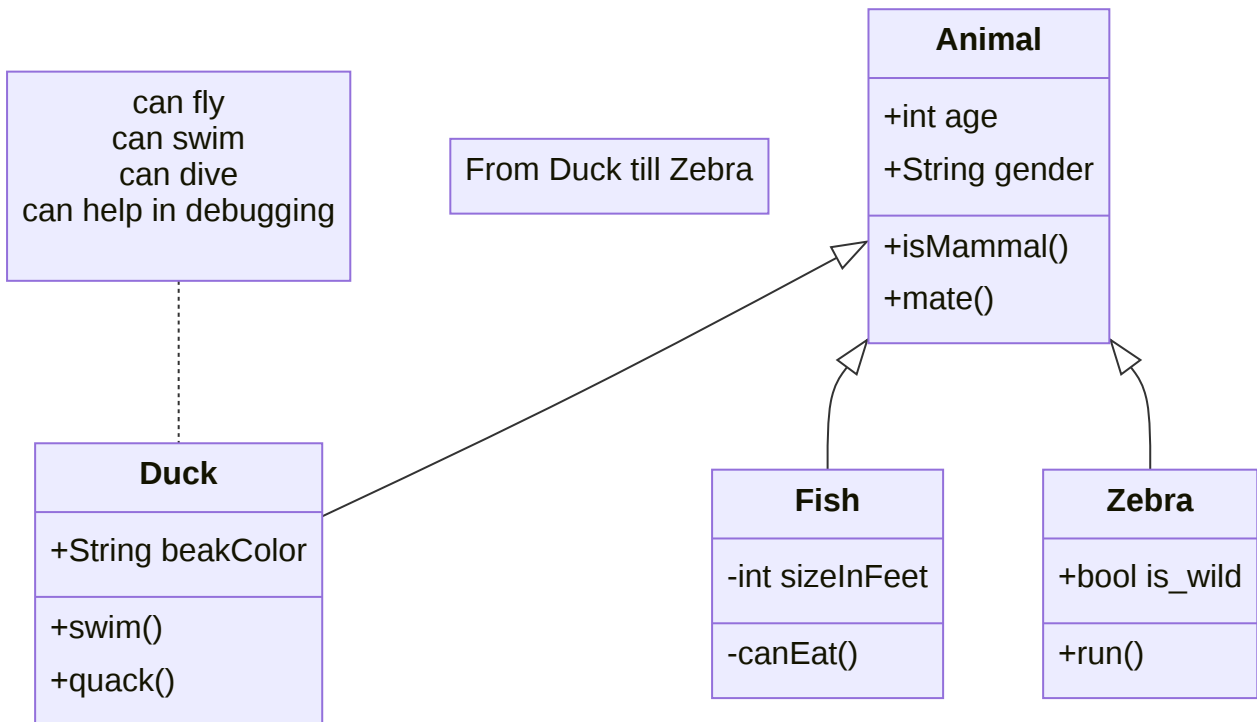 can fly
can swim
can dive
can help in debugging
From Duck till Zebra
Animal
+int age
+String gender
+isMammal()
+mate()
Duck
+String beakColor
+swim()
+quack()
Fish
-int sizeInFeet
-canEat()
Zebra
+bool is_wild
+run()